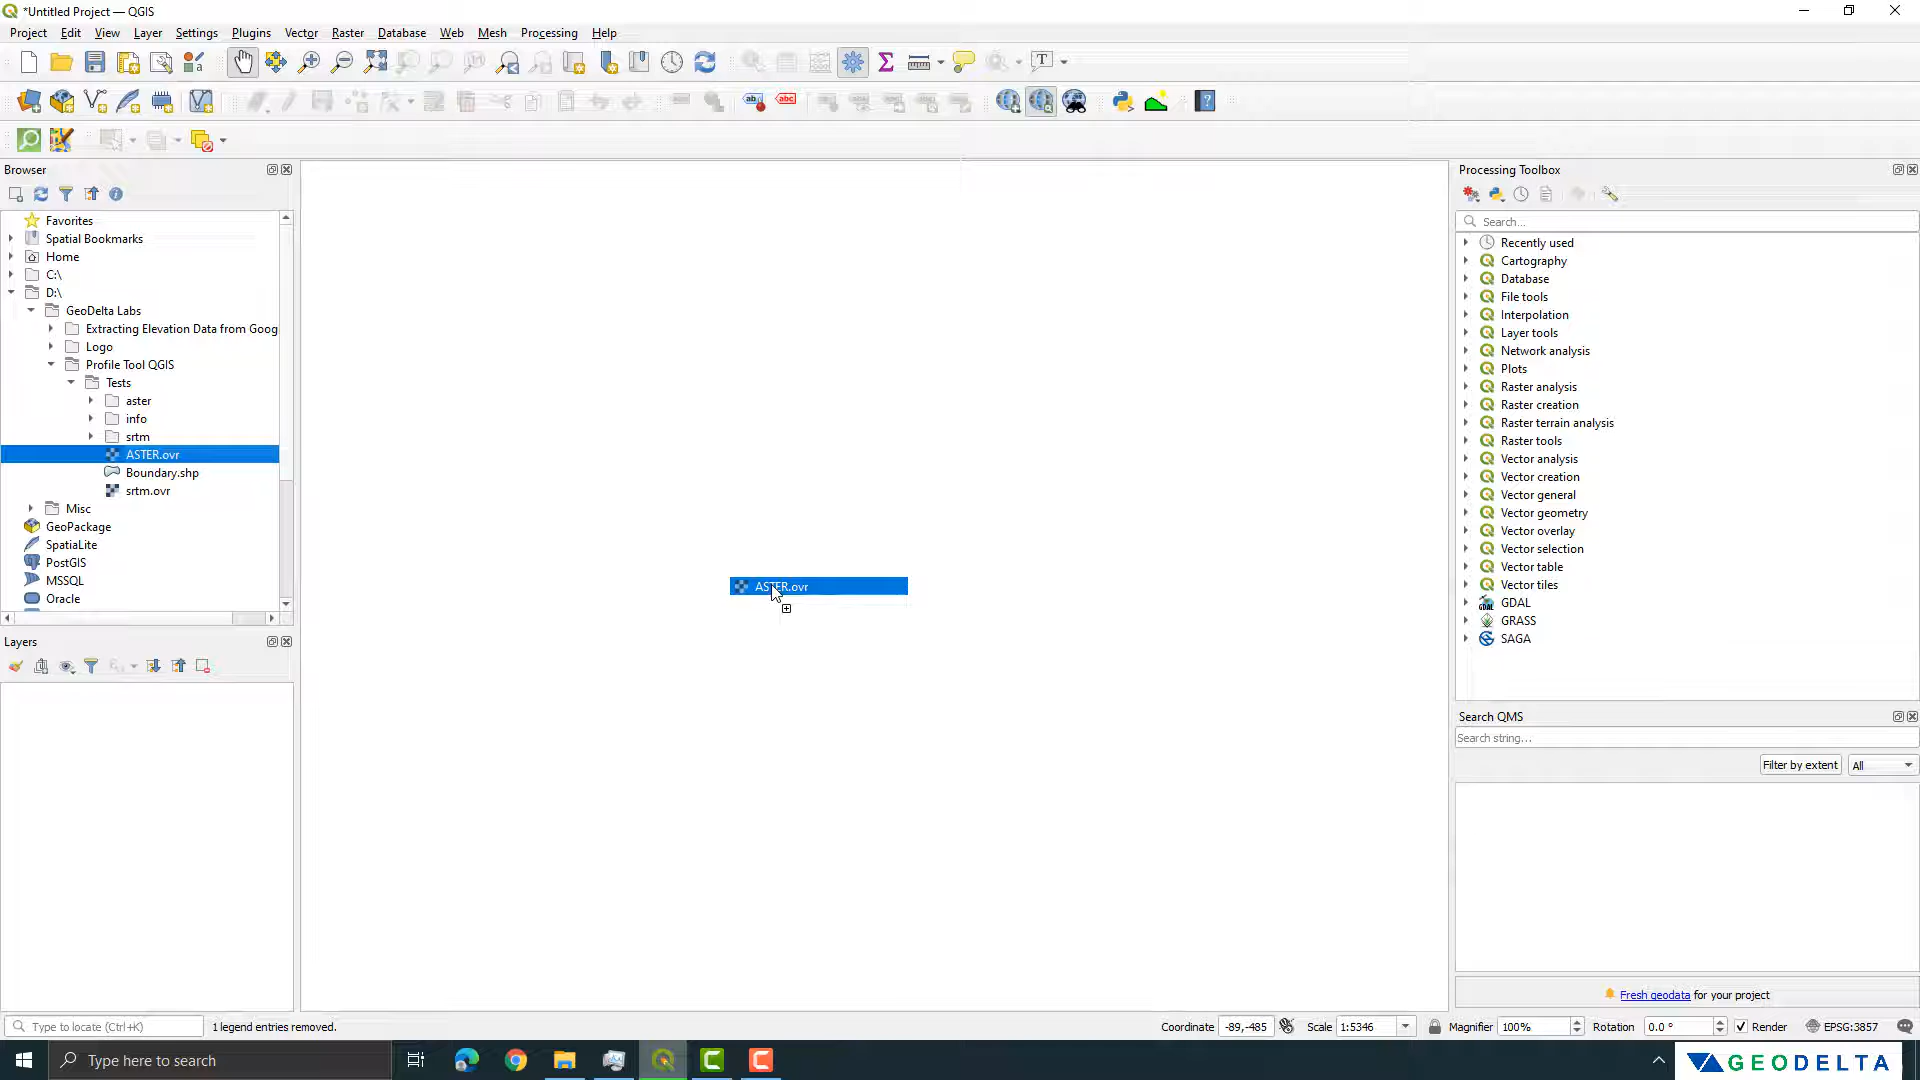 *Untitled Project — QGIS
Project Edit View Layer Settings Plugins Vector Raster Database Web Mesh Processing Help
Browser
Favorites
Spatial Bookmarks
Home
C:\
D:\
GeoDelta Labs
Extracting Elevation Data from Goog
Logo
Profile Tool QGIS
Tests
aster
info
srtm
ASTER.ovr
Boundary.shp
srtm.ovr
Misc
GeoPackage
SpatiaLite
PostGIS
MSSQL
Oracle
Layers
ASTER.ovr
Processing Toolbox
Search...
Recently used
Cartography
Database
File tools
Interpolation
Layer tools
Network analysis
Plots
Raster analysis
Raster creation
Raster terrain analysis
Raster tools
Vector analysis
Vector creation
Vector general
Vector geometry
Vector overlay
Vector selection
Vector table
Vector tiles
GDAL
GRASS
SAGA
Search QMS
Search string...
Filter by extent All
Fresh geodata for your project
Type to locate (Ctrl+K) 1 legend entries removed. Coordinate -89,-485 Scale 1:5346 Magnifier 100% Rotation 0.0 ° Render EPSG:3857
Type here to search
GEODELTA